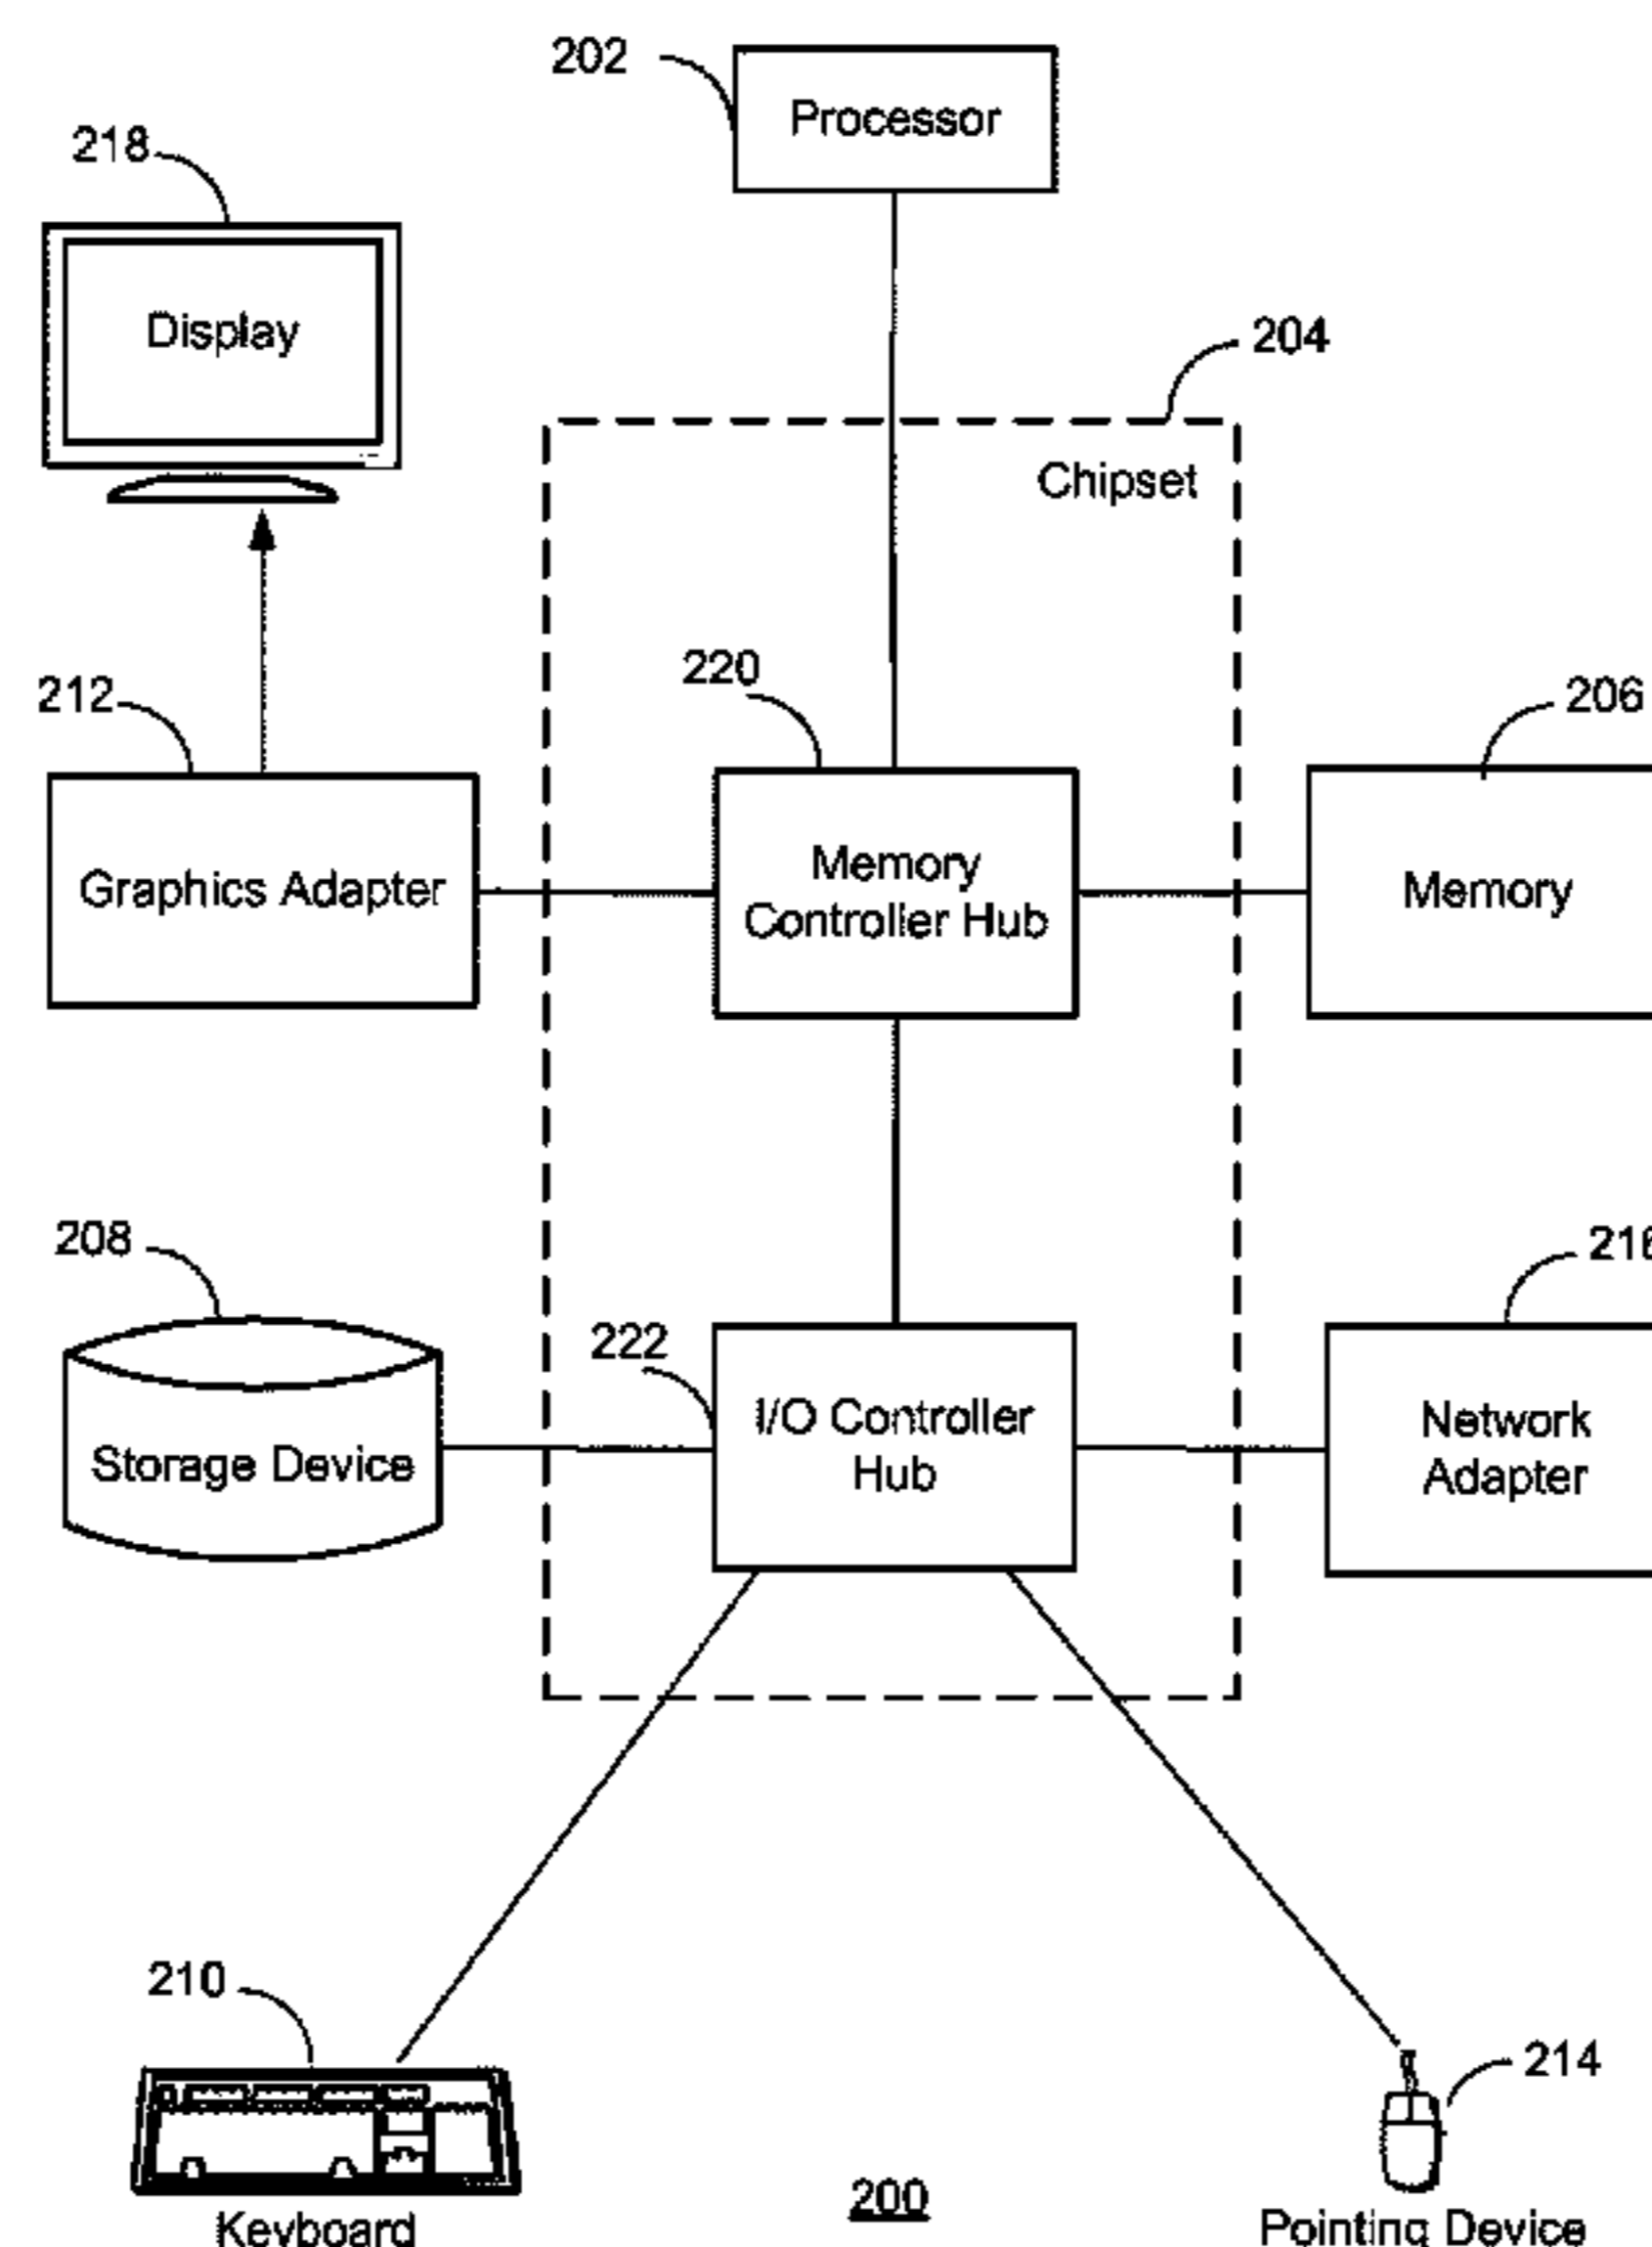 202
Processor
218
Display
204
Chipset
220
212
206
Graphics Adapter
Memory
Controller Hub
Memory
208
216
222
Storage Device
I/O Controller
Hub
Network
Adapter
210
214
Keyboard
200
Pointing Device